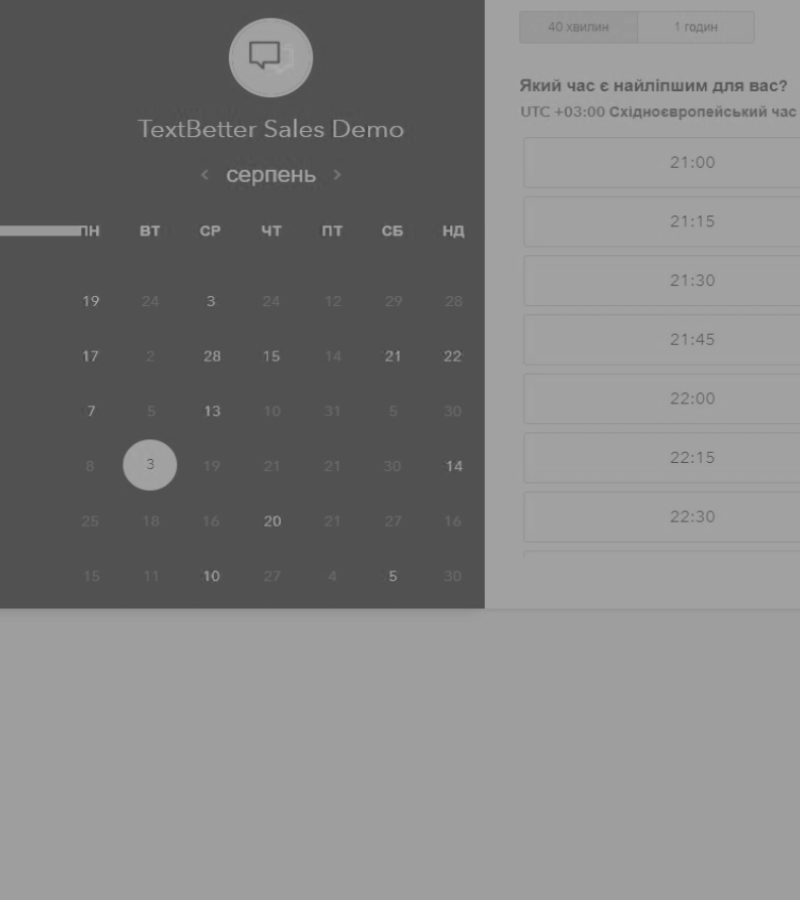 TextBetter Sales Demo
серпень
ПН ВТ СР ЧТ ПТ СБ НД
19 24 3 24 12 29 28
17 2 28 15 14 21 22
7 5 13 10 31 5 30
8 3 19 21 21 30 14
25 18 16 20 21 27 16
15 11 10 27 4 5 30
40 хвилин 1 годин
Який час є найліпшим для вас?
UTC +03:00 Східноєвропейський час
21:00
21:15
21:30
21:45
22:00
22:15
22:30